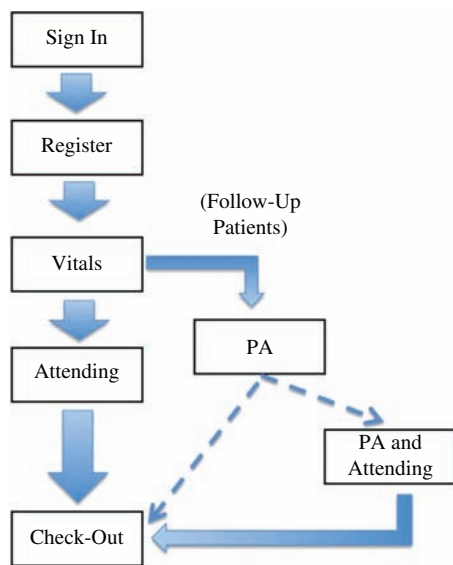 Sign In
Register
(Follow-Up
Patients)
Vitals
PA
Attending
PA and
Attending
Check-Out